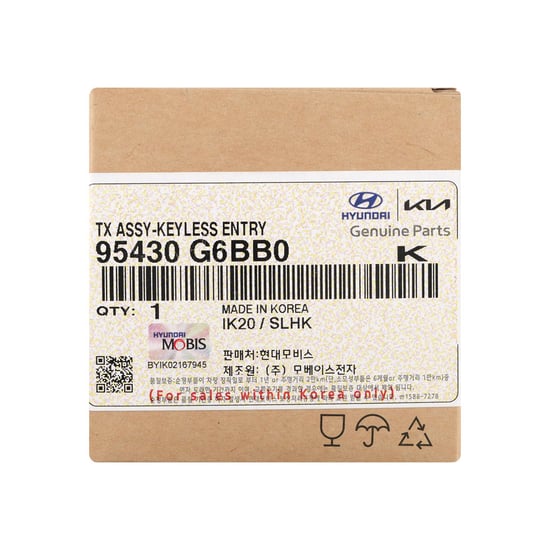 HYUNDAI KIA
TX ASSY-KEYLESS ENTRY
Genuine Parts
95430 G6BB0 K
QTY: 1 MADE IN KOREA
IK20 / SLHK
HYUNDAI
MOBIS
판매처:현대모비스
BYIK02167945
제조원: (주) 모베이스전자
(For sales within Korea only)
☎1588-7278